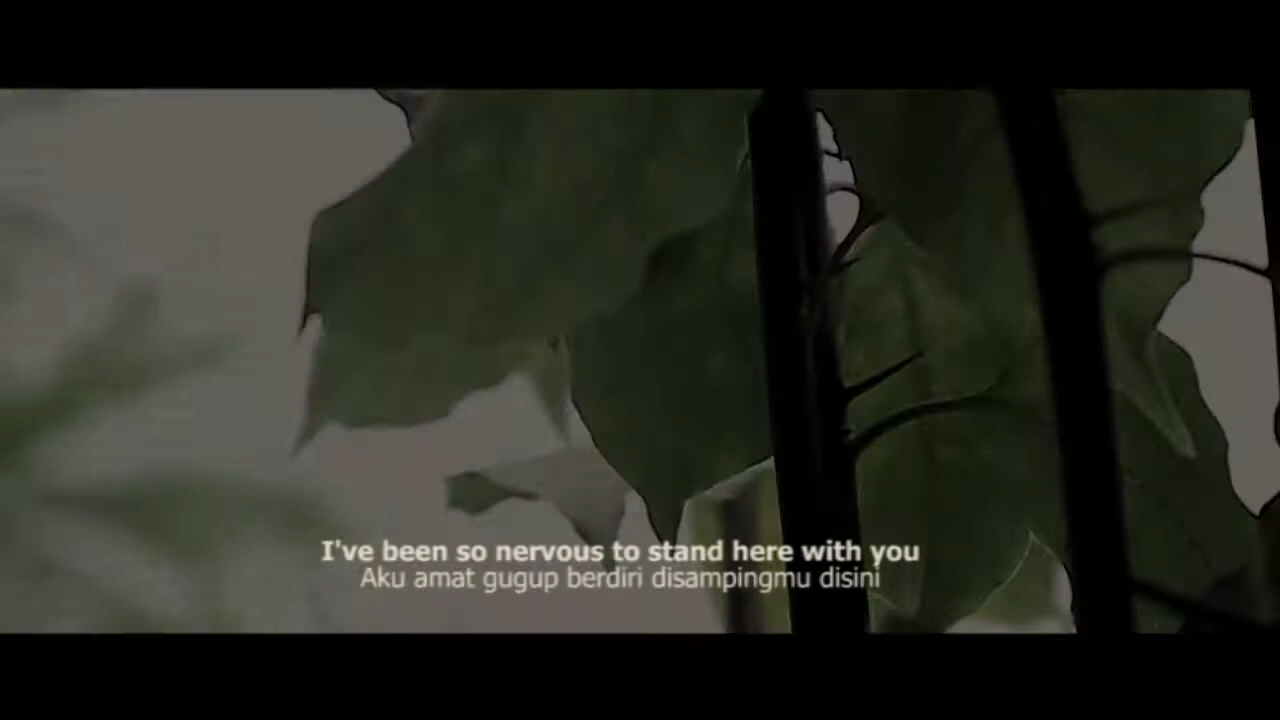 I've been so nervous to stand here with you
Aku amat gugup berdiri disampingmu disini